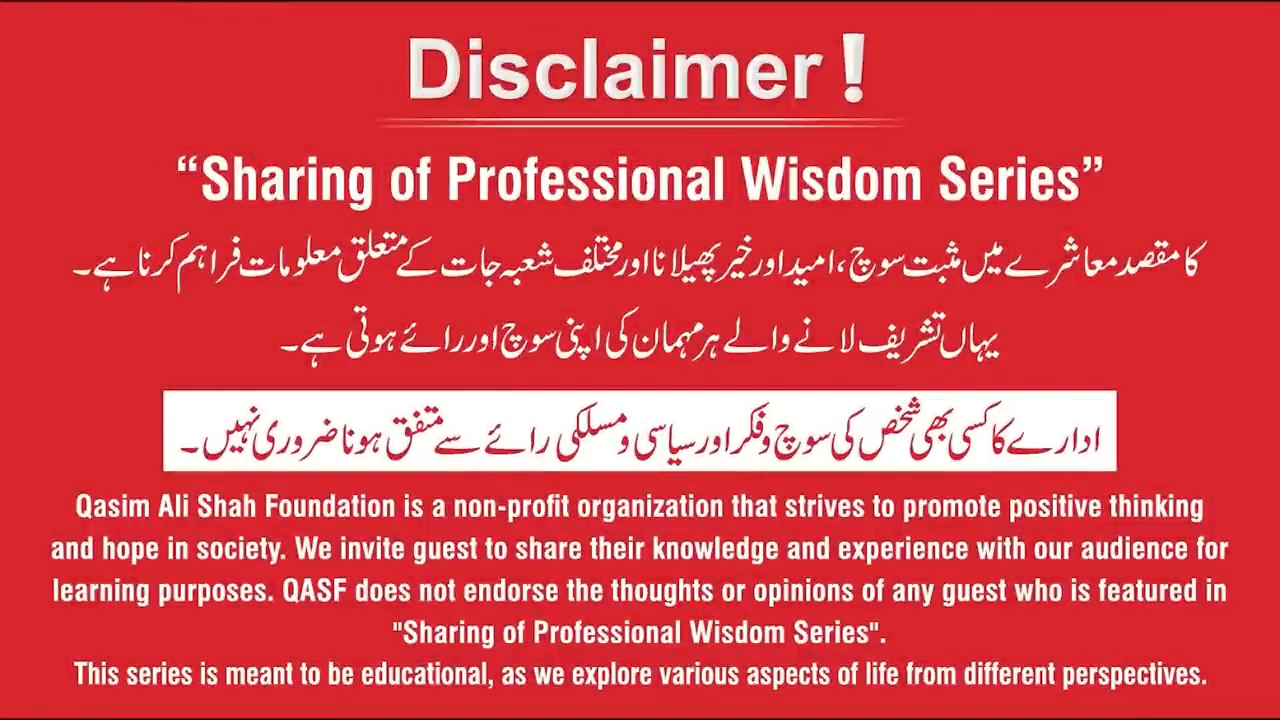 Disclaimer!
“Sharing of Professional Wisdom Series”
کا مقصد معاشرے میں مثبت سوچ، امید اور خیر پھیلانا اور مختلف شعبہ جات کے متعلق معلومات فراہم کرنا ہے۔
یہاں تشریف لانے والے ہر مہمان کی اپنی سوچ اور رائے ہوتی ہے۔
ادارے کا کسی بھی شخص کی سوچ و فکر اور سیاسی و مسلکی رائے سے متفق ہونا ضروری نہیں۔
Qasim Ali Shah Foundation is a non-profit organization that strives to promote positive thinking
and hope in society. We invite guest to share their knowledge and experience with our audience for
learning purposes. QASF does not endorse the thoughts or opinions of any guest who is featured in
"Sharing of Professional Wisdom Series".
This series is meant to be educational, as we explore various aspects of life from different perspectives.